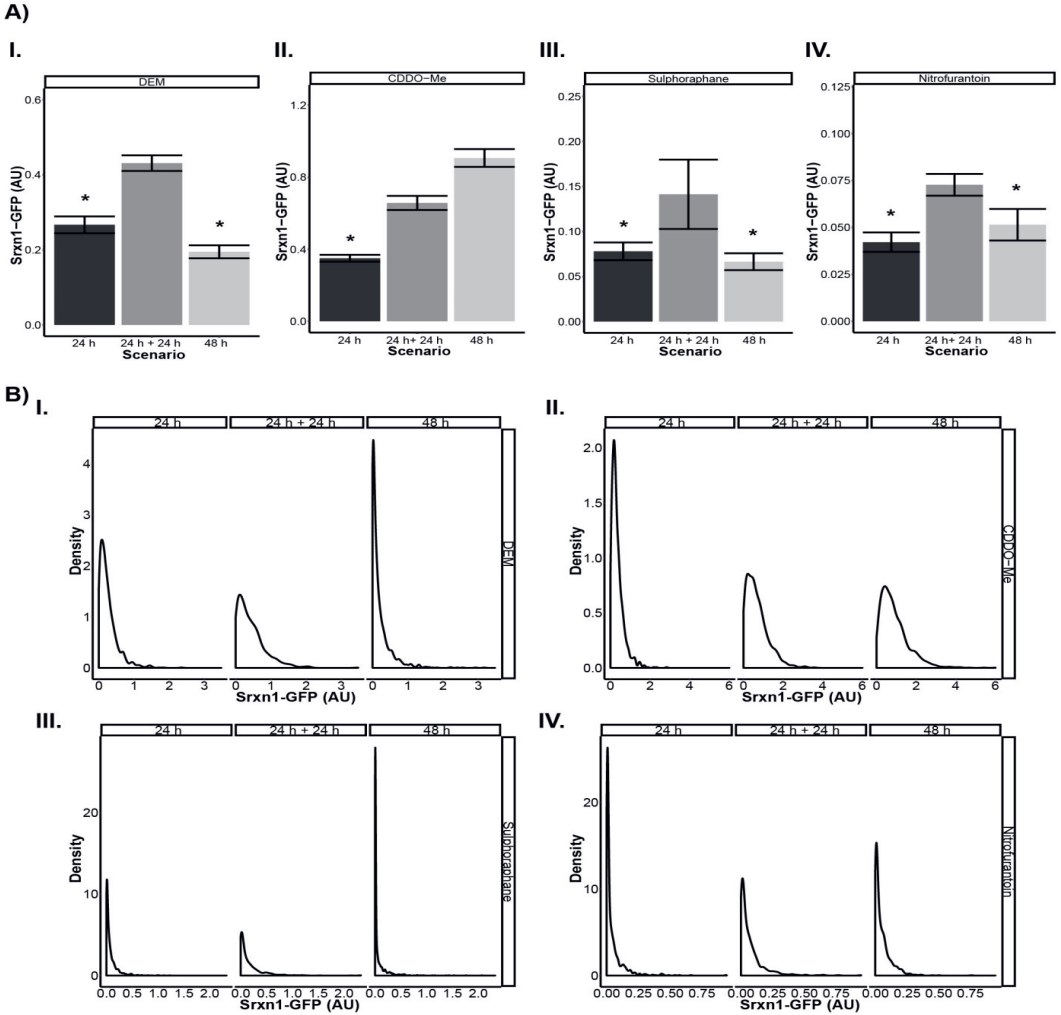 A)
I. II. III. IV.
DEM CDDO−Me Sulphoraphane Nitrofurantoin
Srxn1−GFP (AU)
0.6
0.4
0.2
0.0
*
*
24 h 24 h + 24 h 48 h
Scenario
Srxn1−GFP (AU)
1.2
0.8
0.4
0.0
*
24 h 24 h+ 24 h 48 h
Scenario
Srxn1−GFP (AU)
0.25
0.20
0.15
0.10
0.05
0.00
*
*
24 h 24 h + 24 h 48 h
Scenario
Srxn1−GFP (AU)
0.125
0.100
0.075
0.050
0.025
0.000
*
*
24 h 24 h+ 24 h 48 h
Scenario
B)
I.
24 h 24 h + 24 h 48 h
Density
4
3
2
1
0
DEM
0 1 2 3 0 1 2 3 0 1 2 3
Srxn1-GFP (AU)
II.
24 h 24 h + 24 h 48 h
Density
2.0
1.5
1.0
0.5
0.0
CDDO−Me
0 2 4 6 0 2 4 6 0 2 4 6
Srxn1-GFP (AU)
III.
24 h 24 h + 24 h 48 h
Density
20
10
0
Sulphoraphane
0.0 0.5 1.0 1.5 2.0 0.0 0.5 1.0 1.5 2.0 0.0 0.5 1.0 1.5 2.0
Srxn1-GFP (AU)
IV.
24 h 24 h + 24 h 48 h
Density
20
10
0
Nitrofurantoin
0.00 0.25 0.50 0.75 0.00 0.25 0.50 0.75 0.00 0.25 0.50 0.75
Srxn1-GFP (AU)